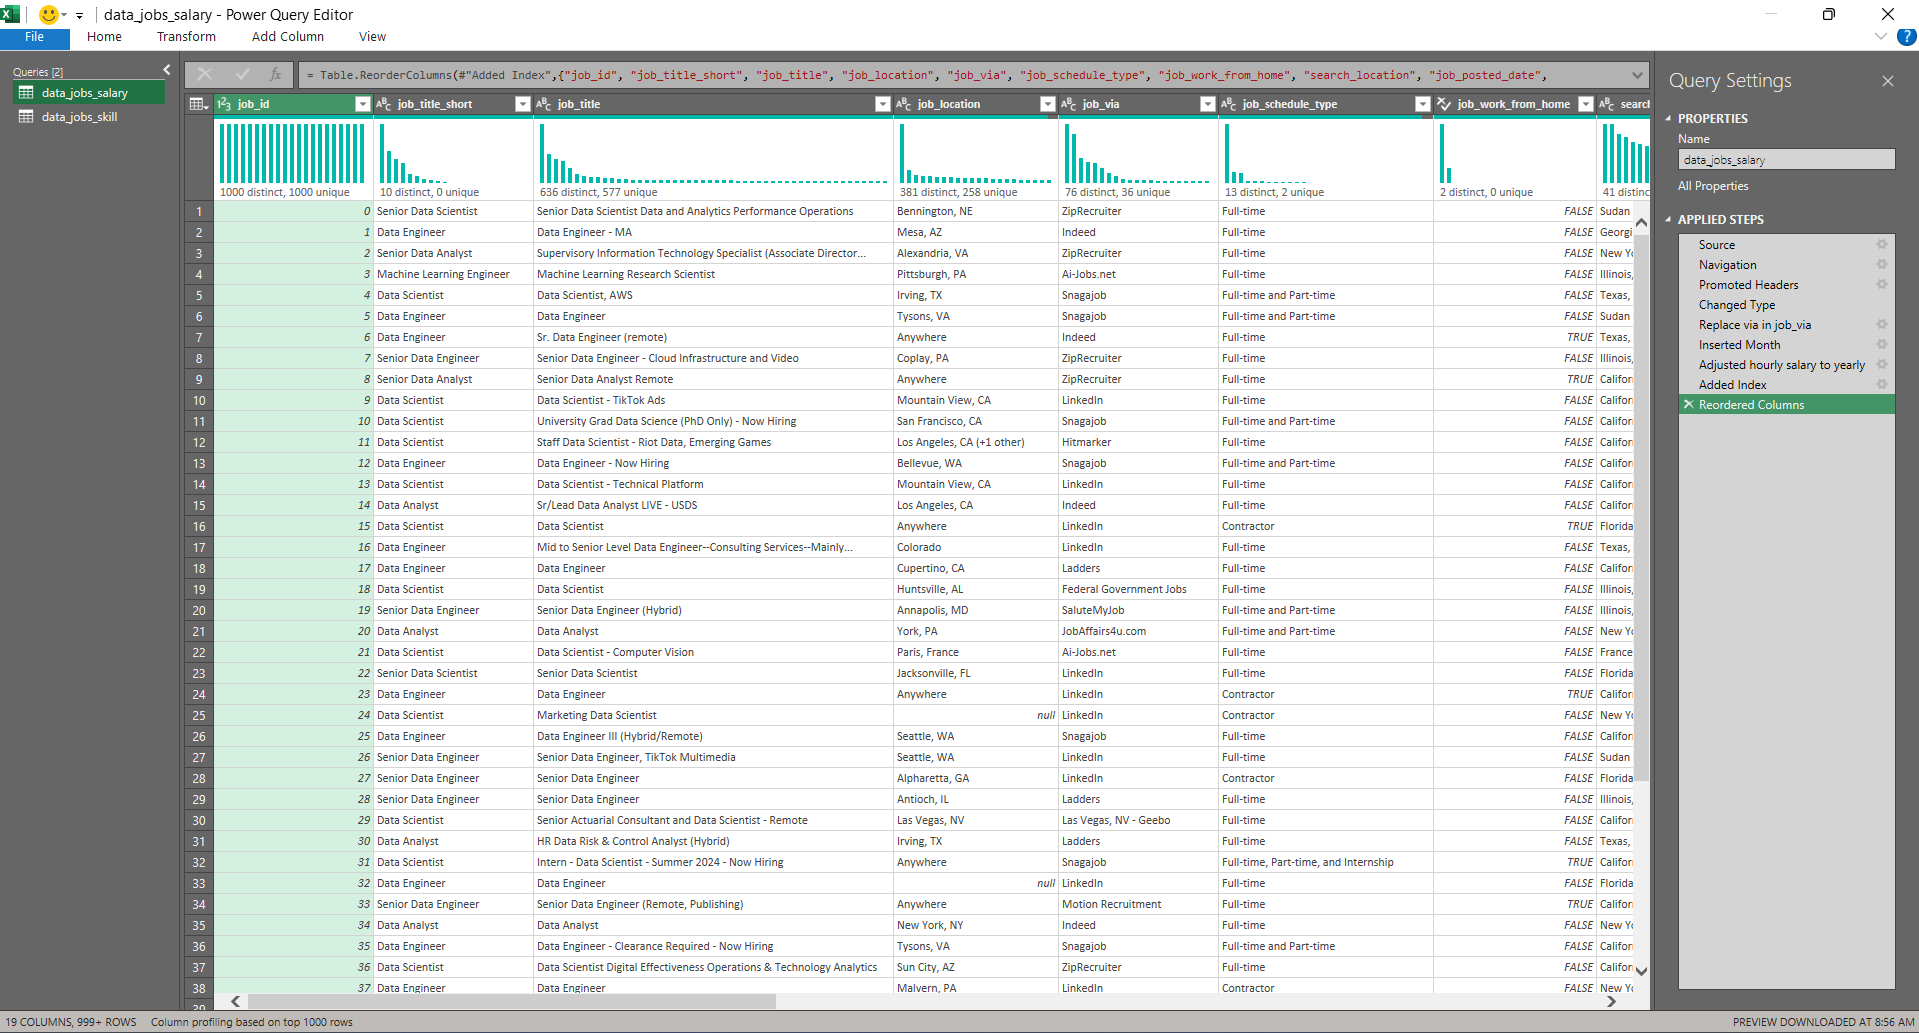 data_jobs_salary - Power Query Editor
File Home Transform Add Column View
Queries [2]
data_jobs_salary
data_jobs_skill
= Table.ReorderColumns(#"Added Index",{"job_id", "job_title_short", "job_title", "job_location", "job_via", "job_schedule_type", "job_work_from_home", "search_location", "job_posted_date",
job_id job_title_short job_title job_location job_via job_schedule_type job_work_from_home search
1000 distinct, 1000 unique 10 distinct, 0 unique 636 distinct, 577 unique 381 distinct, 258 unique 76 distinct, 36 unique 13 distinct, 2 unique 2 distinct, 0 unique 41 distinc
1 0 Senior Data Scientist Senior Data Scientist Data and Analytics Performance Operations Bennington, NE ZipRecruiter Full-time FALSE Sudan
2 1 Data Engineer Data Engineer - MA Mesa, AZ Indeed Full-time FALSE Georgi
3 2 Senior Data Analyst Supervisory Information Technology Specialist (Associate Director... Alexandria, VA ZipRecruiter Full-time FALSE New Yo
4 3 Machine Learning Engineer Machine Learning Research Scientist Pittsburgh, PA Ai-Jobs.net Full-time FALSE Illinois,
5 4 Data Scientist Data Scientist, AWS Irving, TX Snagajob Full-time and Part-time FALSE Texas,
6 5 Data Engineer Data Engineer Tysons, VA Snagajob Full-time and Part-time FALSE Sudan
7 6 Data Engineer Sr. Data Engineer (remote) Anywhere Indeed Full-time TRUE Texas,
8 7 Senior Data Engineer Senior Data Engineer - Cloud Infrastructure and Video Coplay, PA ZipRecruiter Full-time FALSE Illinois,
9 8 Senior Data Analyst Senior Data Analyst Remote Anywhere ZipRecruiter Full-time TRUE Califor
10 9 Data Scientist Data Scientist - TikTok Ads Mountain View, CA LinkedIn Full-time FALSE Califor
11 10 Data Scientist University Grad Data Science (PhD Only) - Now Hiring San Francisco, CA Snagajob Full-time FALSE Califor
12 11 Data Scientist Staff Data Scientist - Riot Data, Emerging Games Los Angeles, CA (+1 other) Hitmarker Full-time FALSE Califor
13 12 Data Engineer Data Engineer - Now Hiring Bellevue, WA Snagajob Full-time and Part-time FALSE Califor
14 13 Data Scientist Data Scientist - Technical Platform Mountain View, CA LinkedIn Full-time FALSE Califor
15 14 Data Analyst Sr/Lead Data Analyst LIVE - USDS Los Angeles, CA Indeed Full-time FALSE Califor
16 15 Data Scientist Data Scientist Anywhere LinkedIn Contractor TRUE Florida
17 16 Data Engineer Mid to Senior Level Data Engineer--Consulting Services--Mainly... Colorado LinkedIn Full-time FALSE Texas,
18 17 Data Engineer Data Engineer Cupertino, CA Ladders Full-time FALSE Califor
19 18 Data Scientist Data Scientist Huntsville, AL Federal Government Jobs Full-time FALSE Illinois,
20 19 Senior Data Engineer Senior Data Engineer (Hybrid) Annapolis, MD SaluteMyJob Full-time and Part-time FALSE Illinois,
21 20 Data Analyst Data Analyst York, PA JobAffairs4u.com Full-time and Part-time FALSE New Yo
22 21 Data Scientist Data Scientist - Computer Vision Paris, France Ai-Jobs.net Full-time FALSE France
23 22 Senior Data Scientist Senior Data Scientist Jacksonville, FL LinkedIn Full-time FALSE Florida
24 23 Data Engineer Data Engineer Anywhere LinkedIn Contractor TRUE Califor
25 24 Data Scientist Marketing Data Scientist null LinkedIn Contractor FALSE New Yo
26 25 Data Engineer Data Engineer III (Hybrid/Remote) Seattle, WA Snagajob Full-time FALSE Califor
27 26 Senior Data Engineer Senior Data Engineer, TikTok Multimedia Seattle, WA LinkedIn Full-time FALSE Sudan
28 27 Senior Data Engineer Senior Data Engineer Alpharetta, GA LinkedIn Contractor FALSE Florida
29 28 Senior Data Engineer Senior Data Engineer Antioch, IL Ladders Full-time FALSE Illinois,
30 29 Data Scientist Senior Actuarial Consultant and Data Scientist - Remote Las Vegas, NV Las Vegas, NV - Geebo Full-time FALSE Califor
31 30 Data Analyst HR Data Risk & Control Analyst (Hybrid) Irving, TX Ladders Full-time FALSE Texas,
32 31 Data Scientist Intern - Data Scientist - Summer 2024 - Now Hiring Anywhere Snagajob Full-time, Part-time, and Internship TRUE Califor
33 32 Data Engineer Data Engineer null LinkedIn Full-time FALSE Florida
34 33 Senior Data Engineer Senior Data Engineer (Remote, Publishing) Anywhere Motion Recruitment Full-time TRUE Califor
35 34 Data Analyst Data Analyst New York, NY Indeed Full-time FALSE New Yo
36 35 Data Engineer Data Engineer - Clearance Required - Now Hiring Tysons, VA Snagajob Full-time and Part-time FALSE Califor
37 36 Data Scientist Data Scientist Digital Effectiveness Operations & Technology Analytics Sun City, AZ ZipRecruiter Full-time FALSE Califor
38 37 Data Engineer Data Engineer Malvern, PA LinkedIn Contractor FALSE New Yo
39
Query Settings
PROPERTIES
Name
data_jobs_salary
All Properties
APPLIED STEPS
Source
Navigation
Promoted Headers
Changed Type
Replace via in job_via
Inserted Month
Adjusted hourly salary to yearly
Added Index
Reordered Columns
19 COLUMNS, 999+ ROWS Column profiling based on top 1000 rows PREVIEW DOWNLOADED AT 8:56 AM